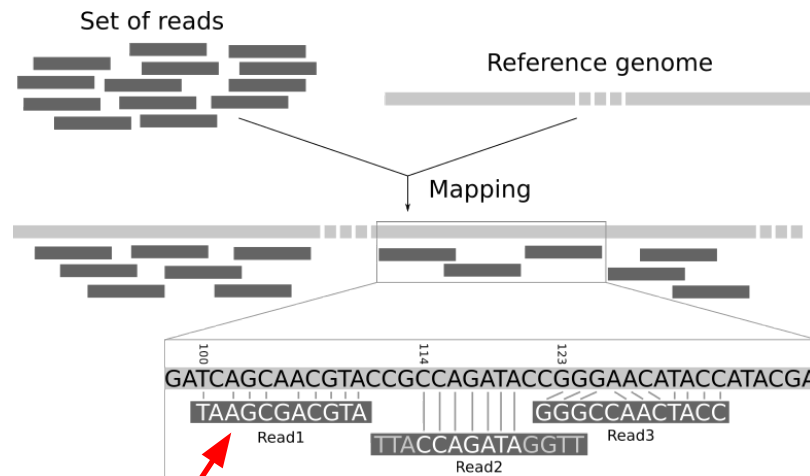 Set of reads
Reference genome
Mapping
100
114
123
GATCAGCAACGTACCGCCAGATACCGGGAACATACCATACGA
TAAGCGACGTA
GGGCCAACTACC
Read1
Read3
TTACCAGATAGGTT
Read2